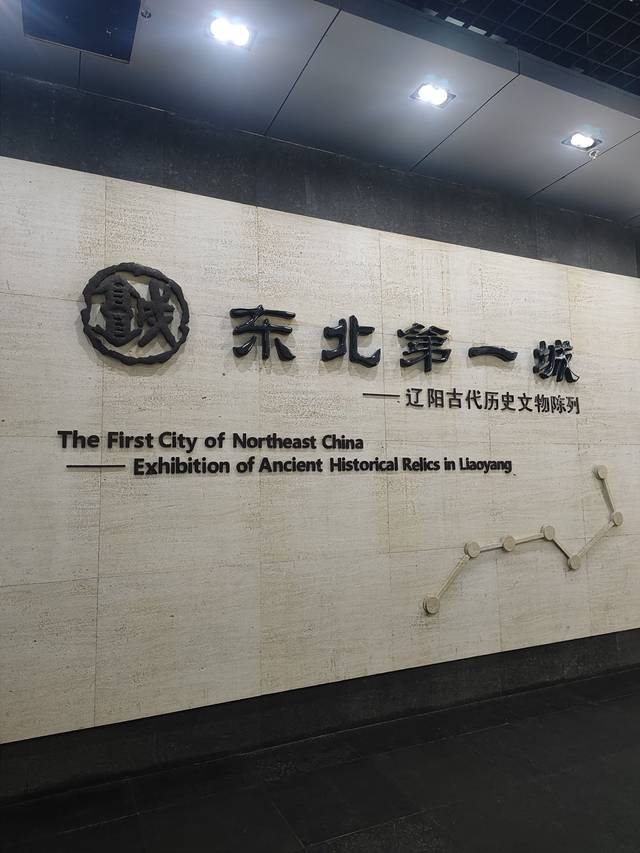 东北第一城
——辽阳古代历史文物陈列
The First City of Northeast China
——Exhibition of Ancient Historical Relics in Liaoyang